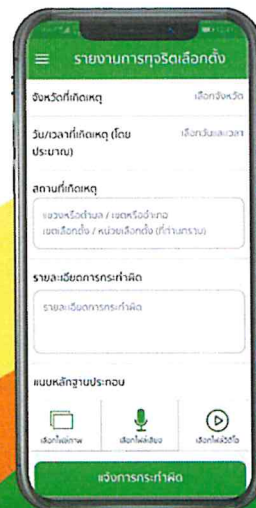 รายงานการทุจริตเลือกตั้ง
จังหวัดที่เกิดเหตุ
เลือกจังหวัด
วัน/เวลาที่เกิดเหตุ (โดย
ประมาณ)
เลือกวันและเวลา
สถานที่เกิดเหตุ
แขวงหรือตำบล / เขตหรืออำเภอ
เขตเลือกตั้ง / หน่วยเลือกตั้ง (ที่ท่านทราบ)
รายละเอียดการกระทำผิด
รายละเอียดการกระทำผิด
แนบหลักฐานประกอบ
เลือกไฟล์ภาพ
เลือกไฟล์เสียง
เลือกไฟล์วิดีโอ
แจ้งการกระทำผิด